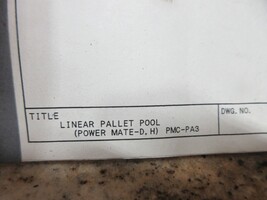 TITLE
DWG. NO.
LINEAR PALLET POOL
(POWER MATE-D, H) PMC-PA3